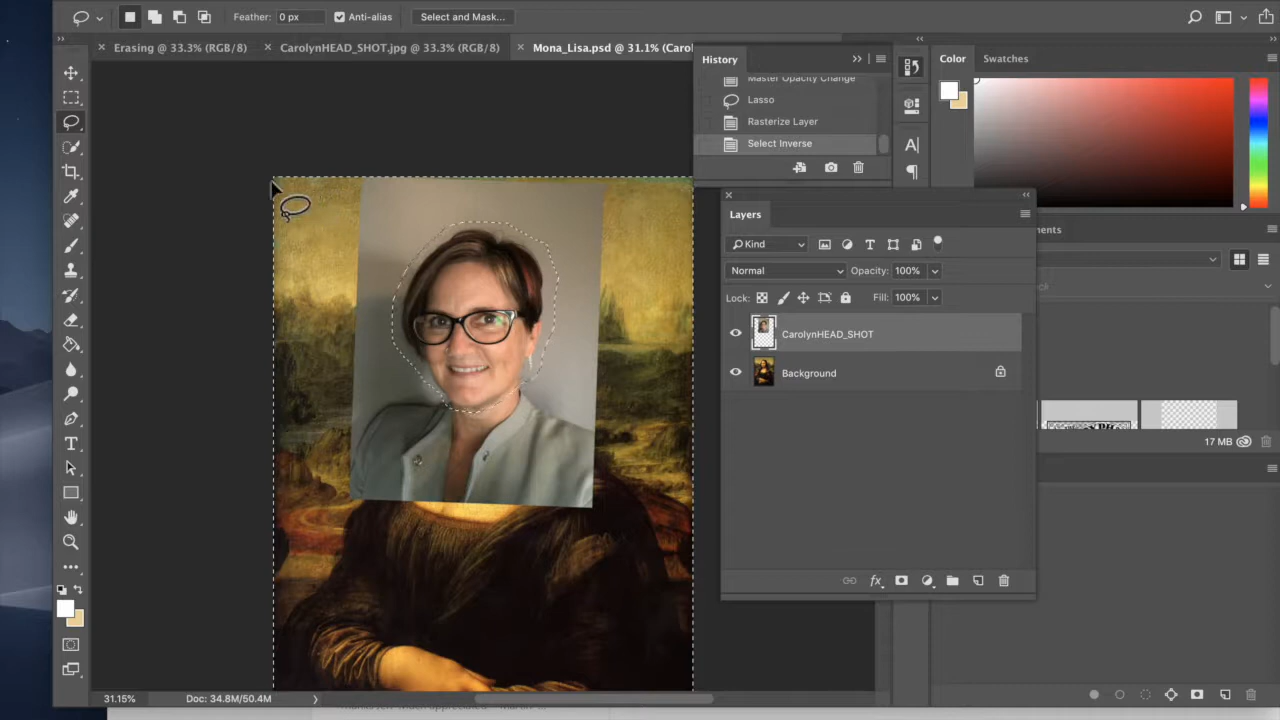 Feather: 0 px Anti-alias Select and Mask...
Erasing @ 33.3% (RGB/8) CarolynHEAD_SHOT.jpg @ 33.3% (RGB/8) Mona_Lisa.psd @ 31.1% (Carol
History
Master Opacity Change
Lasso
Rasterize Layer
Select Inverse
Color Swatches
Layers
Kind
Normal Opacity: 100%
Lock: Fill: 100%
CarolynHEAD_SHOT
Background
ments
17 MB
31.15% Doc: 34.8M/50.4M